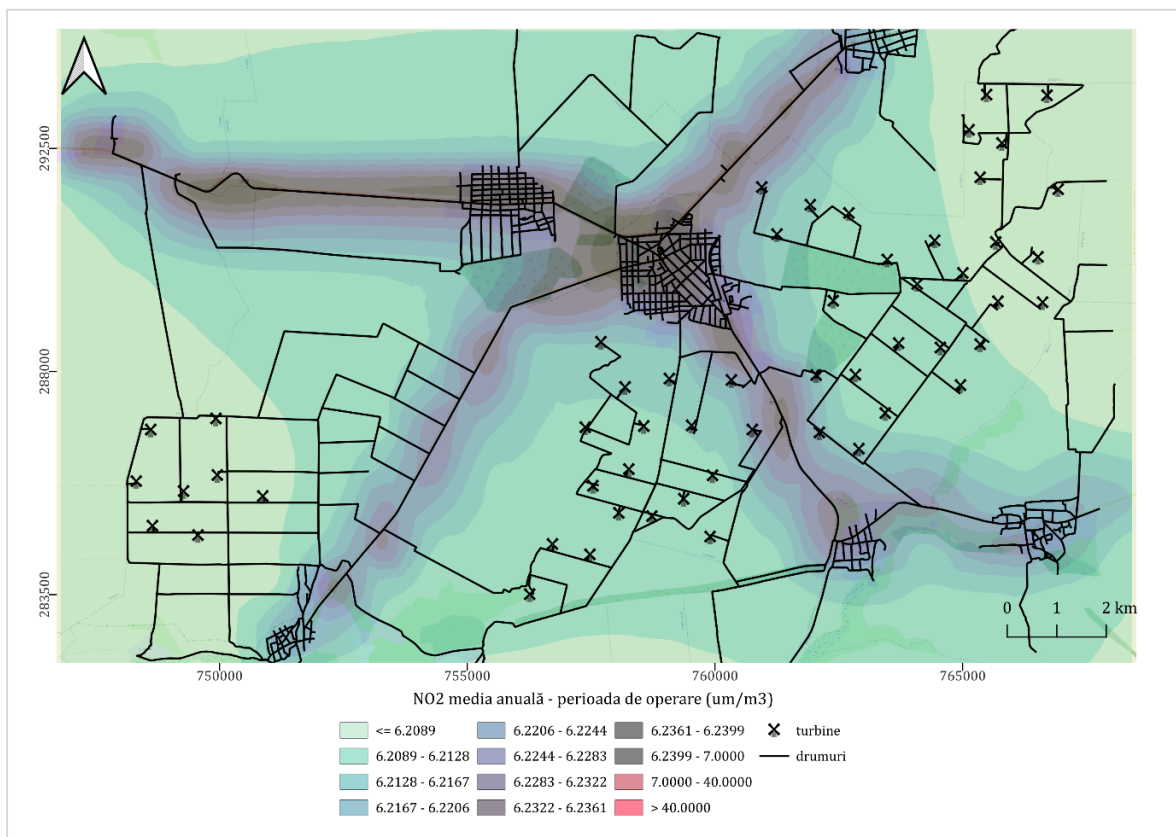 292500
288000
283500
0 1 2 km
750000 755000 760000 765000
NO2 media anuală - perioada de operare (um/m3)
<= 6.2089 6.2206 - 6.2244 6.2361 - 6.2399 turbine
6.2089 - 6.2128 6.2244 - 6.2283 6.2399 - 7.0000 drumuri
6.2128 - 6.2167 6.2283 - 6.2322 7.0000 - 40.0000
6.2167 - 6.2206 6.2322 - 6.2361 > 40.0000